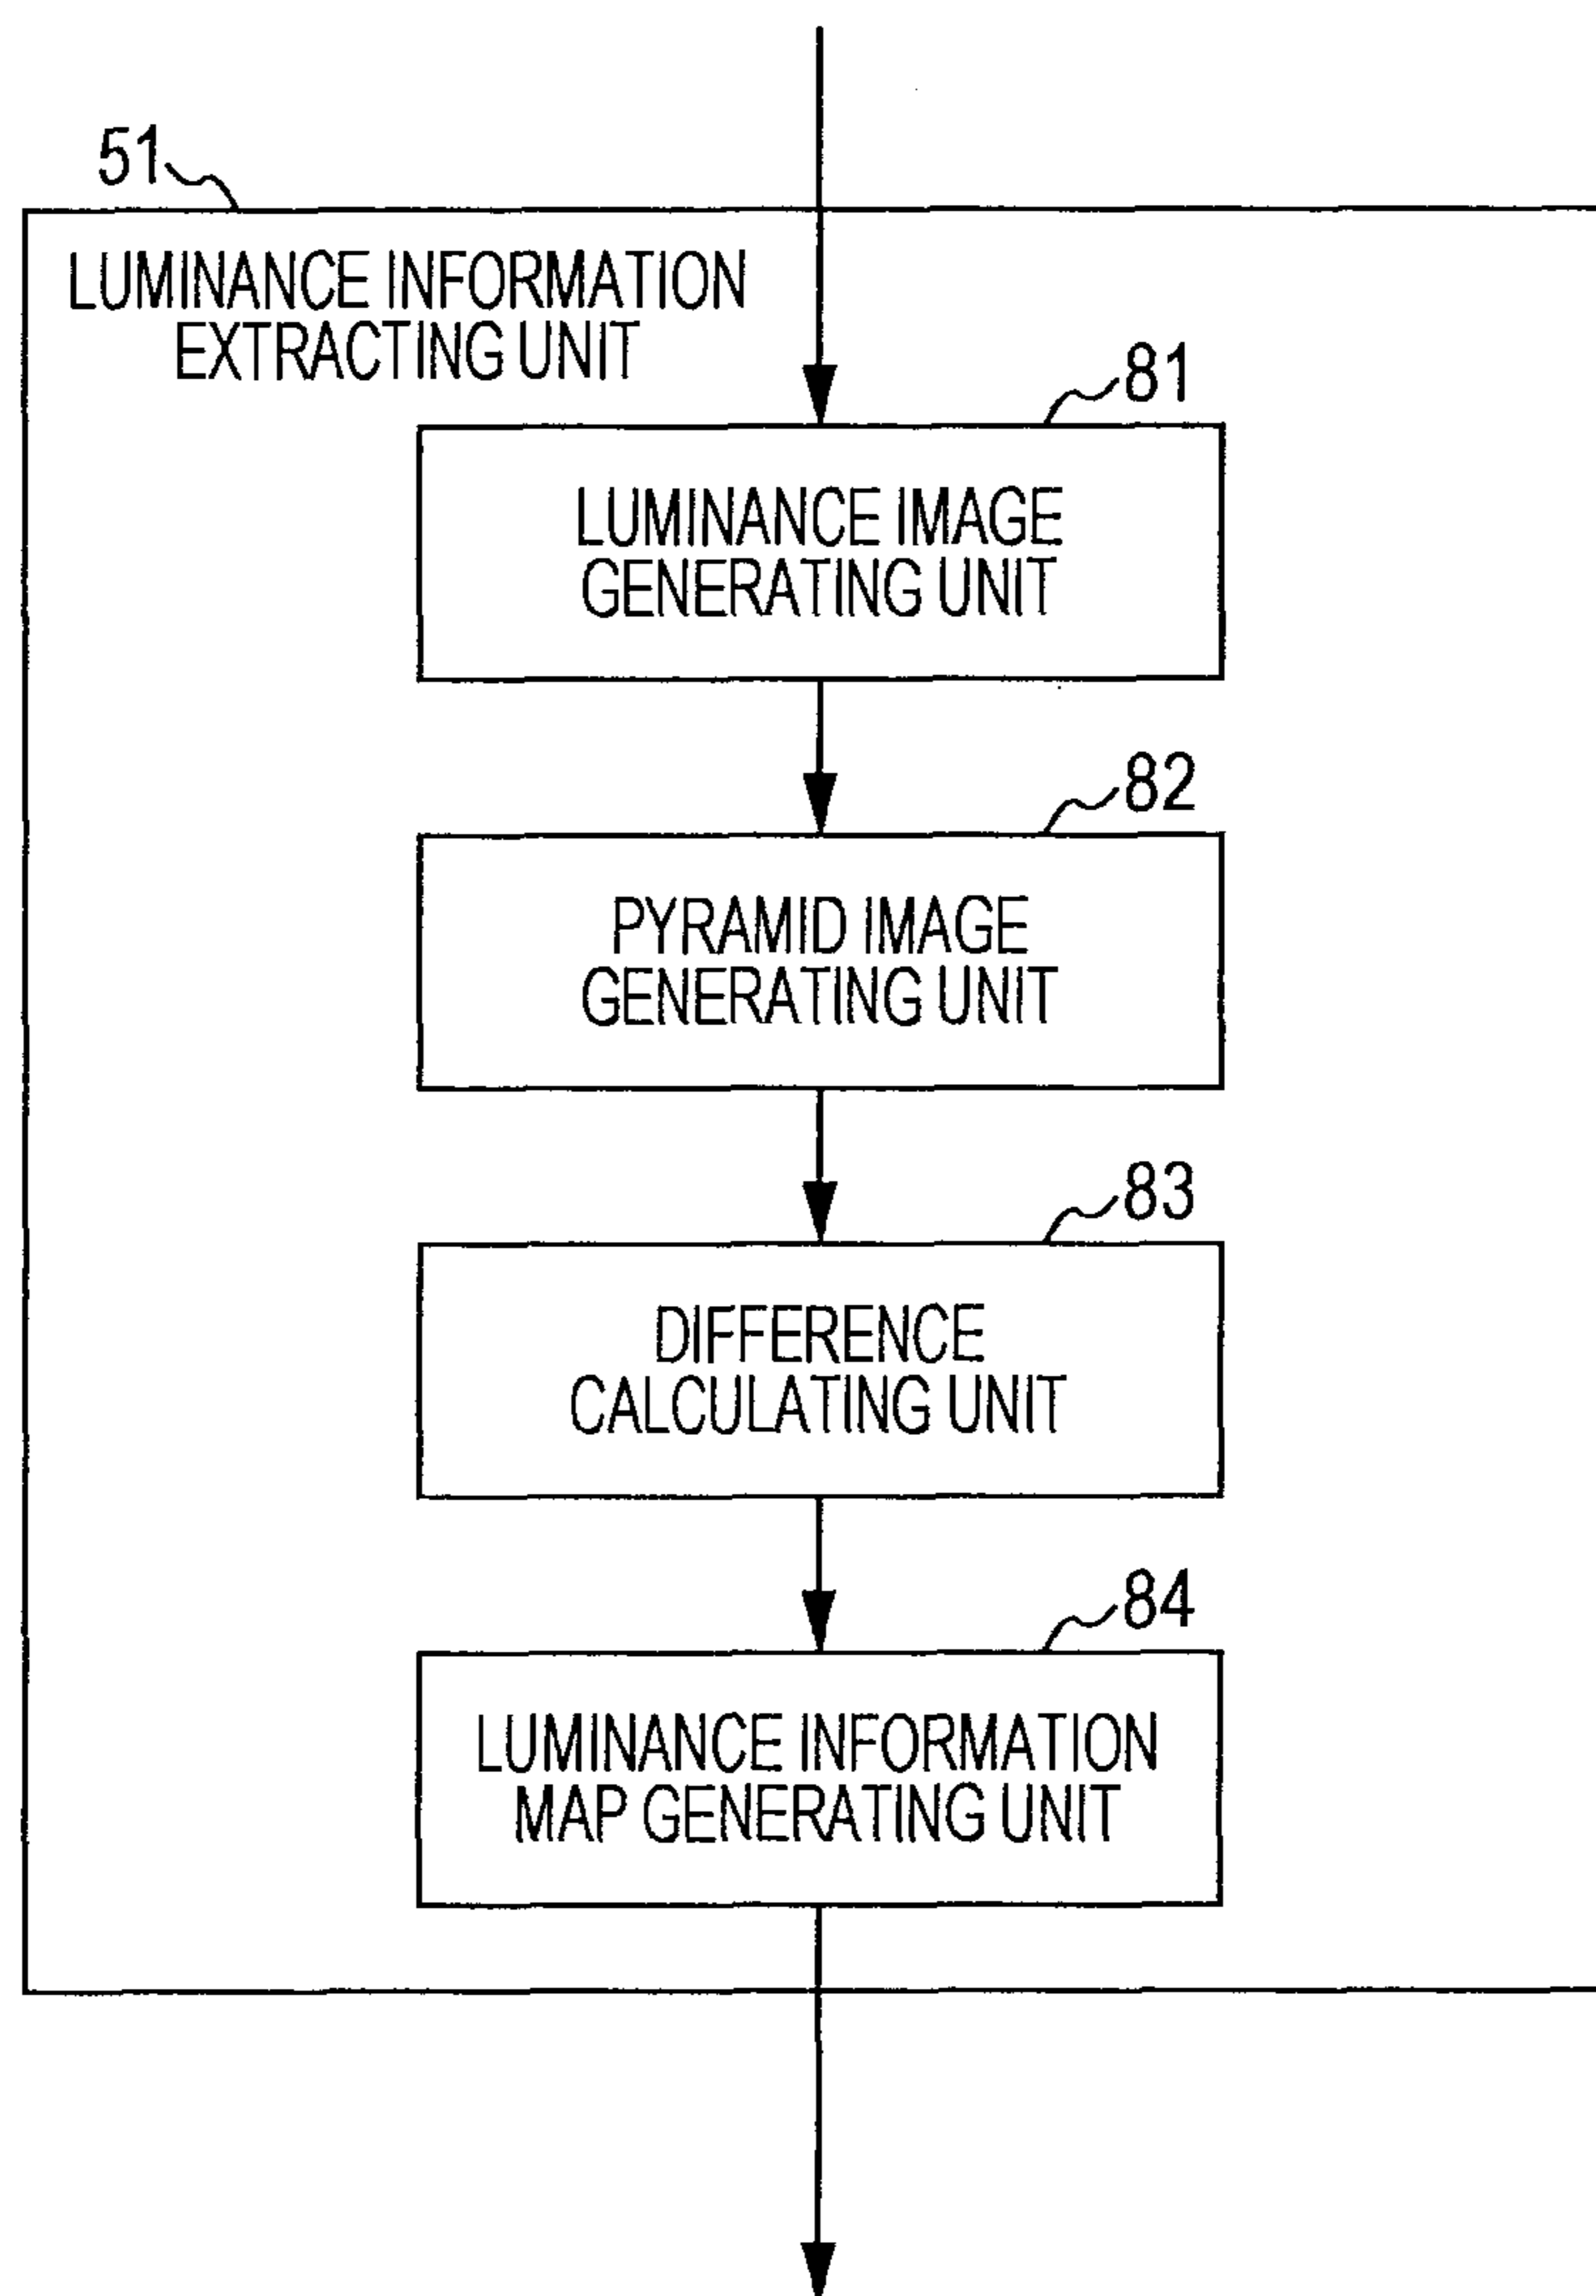 51
LUMINANCE INFORMATION
EXTRACTING UNIT
81
LUMINANCE IMAGE
GENERATING UNIT
82
PYRAMID IMAGE
GENERATING UNIT
83
DIFFERENCE
CALCULATING UNIT
84
LUMINANCE INFORMATION
MAP GENERATING UNIT